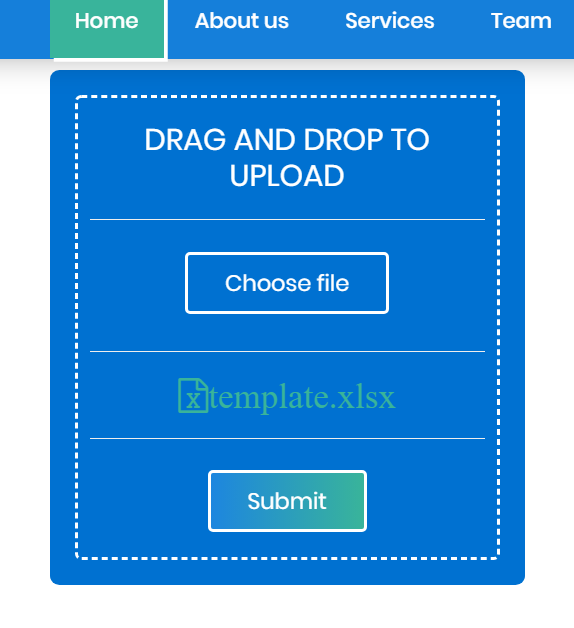 Home About us Services Team
DRAG AND DROP TO
UPLOAD
Choose file
template.xlsx
Submit